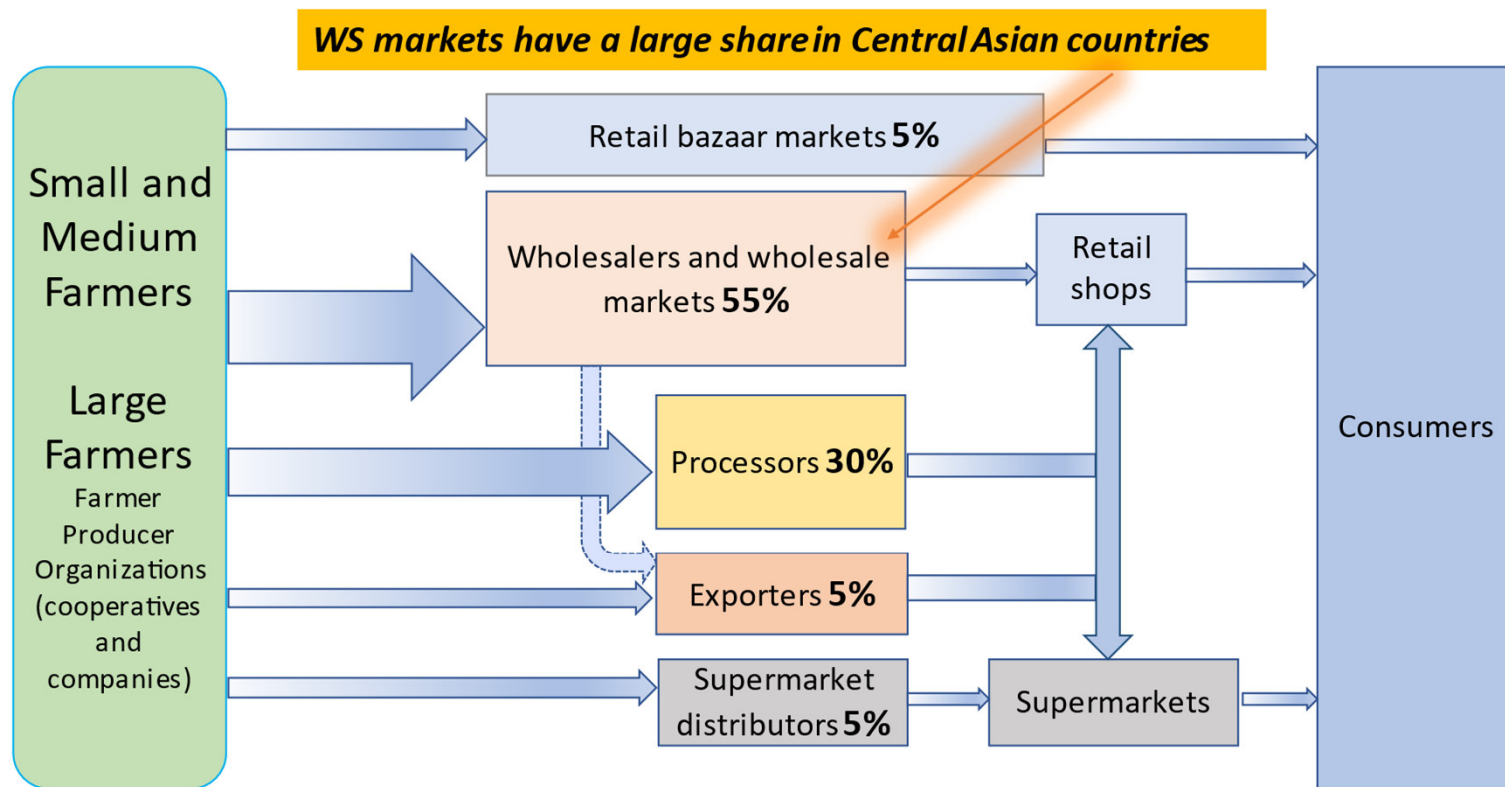 WS markets have a large share in Central Asian countries
Small and
Medium
Farmers
Large
Farmers
Farmer
Producer
Organizations
(cooperatives
and
companies)
Retail bazaar markets 5%
Wholesalers and wholesale
markets 55%
Retail
shops
Processors 30%
Exporters 5%
Supermarket
distributors 5%
Supermarkets
Consumers